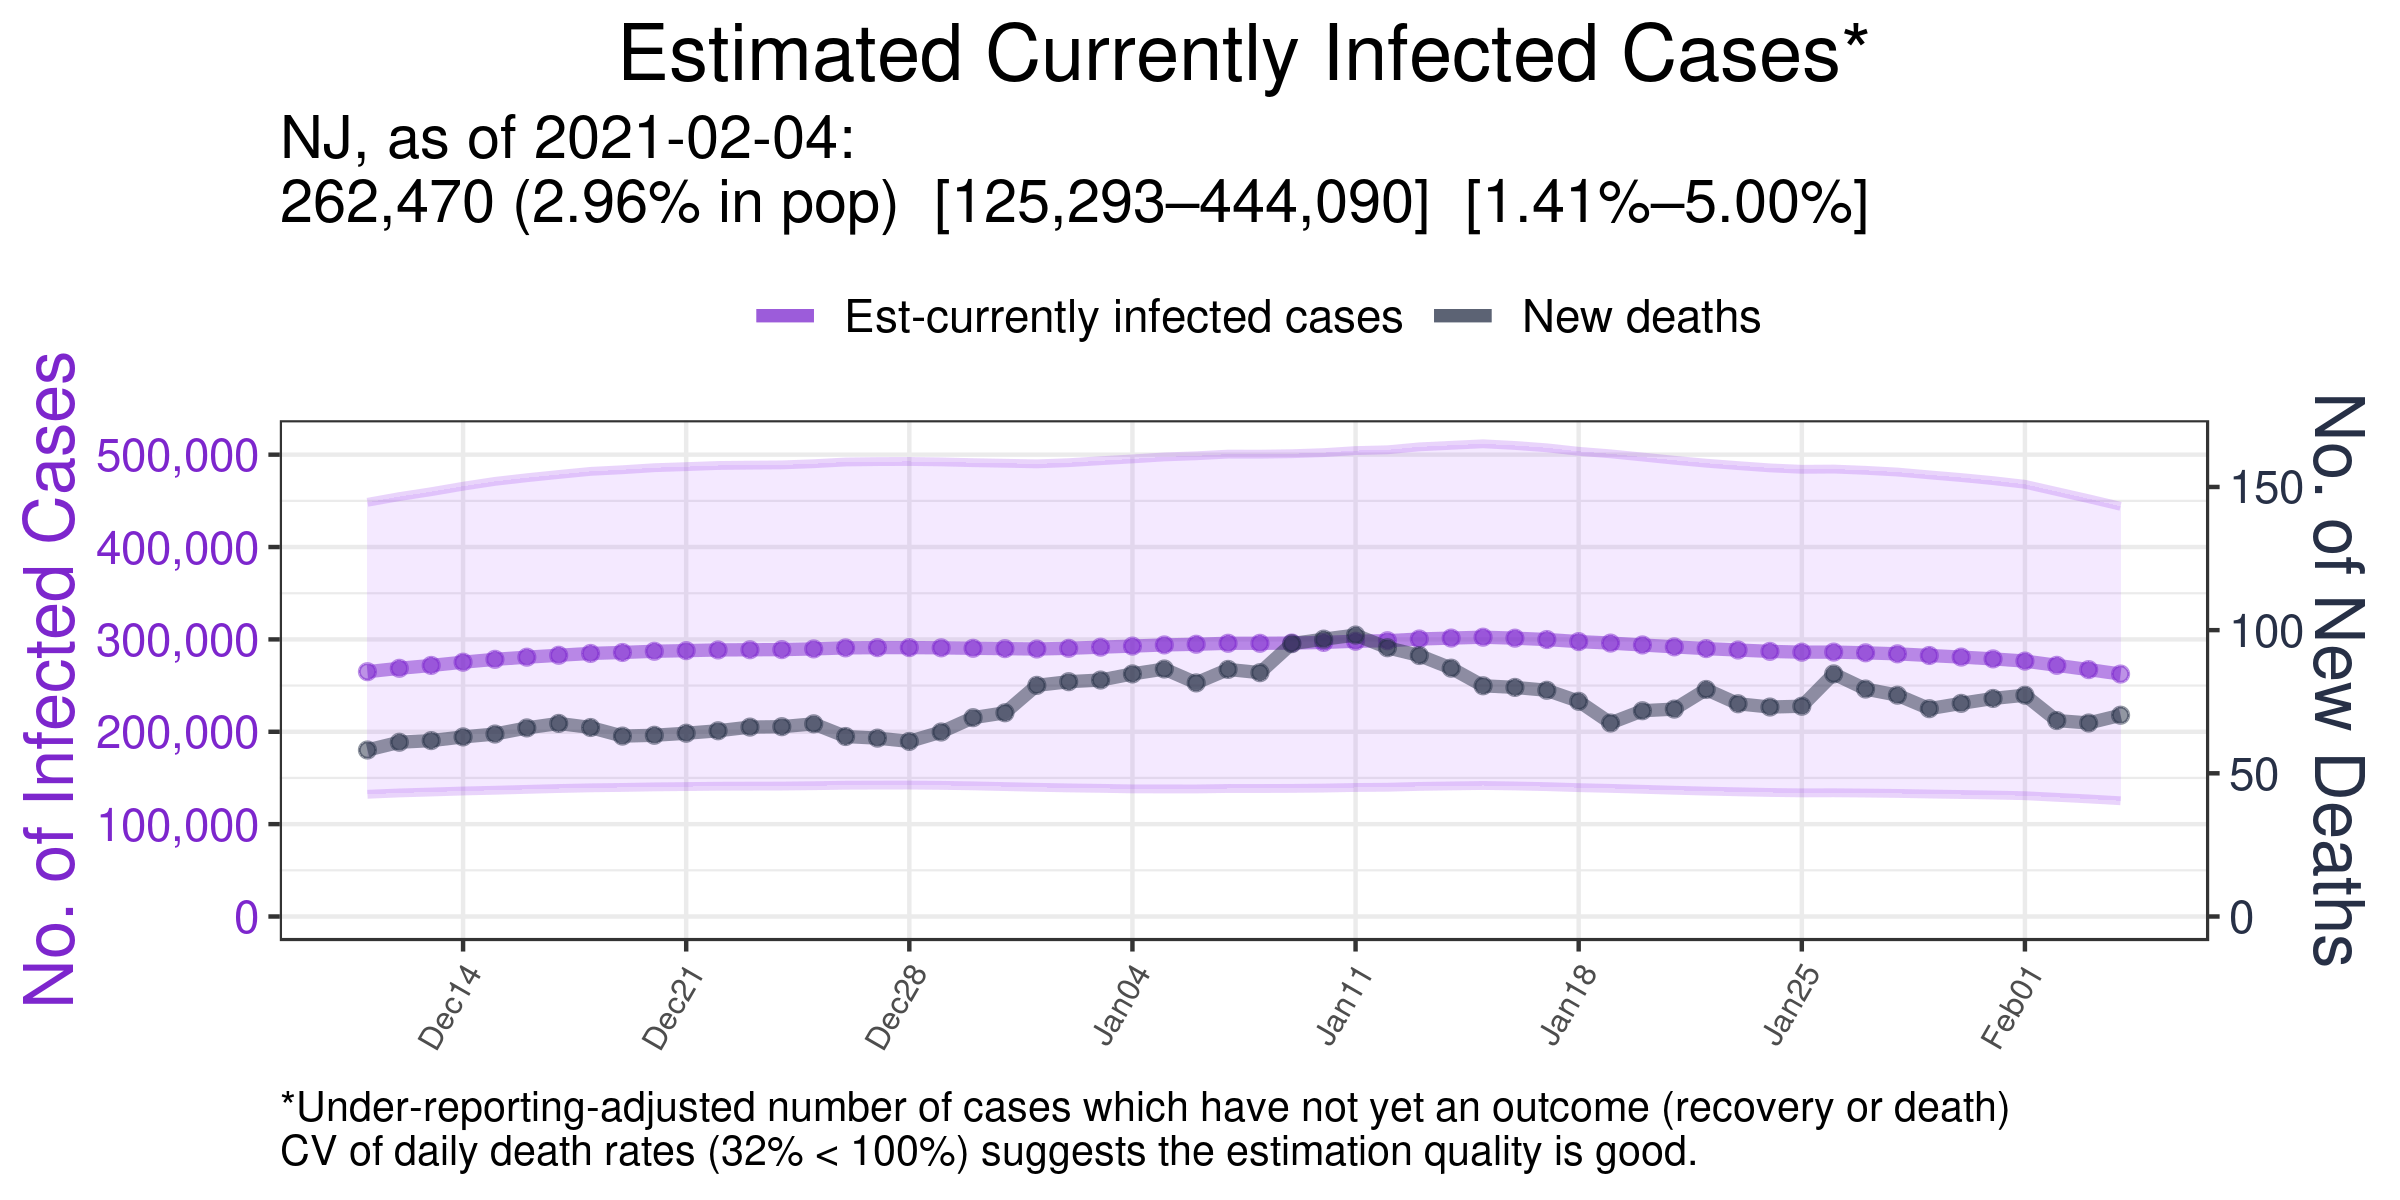 Estimated Currently Infected Cases*
NJ, as of 2021-02-04:
262,470 (2.96% in pop)  [125,293–444,090]  [1.41%–5.00%]
Est-currently infected cases
New deaths
No. of Infected Cases
500,000
400,000
300,000
200,000
100,000
0
No. of New Deaths
150
100
50
0
Dec14
Dec21
Dec28
Jan04
Jan11
Jan18
Jan25
Feb01
*Under-reporting-adjusted number of cases which have not yet an outcome (recovery or death)
CV of daily death rates (32% < 100%) suggests the estimation quality is good.